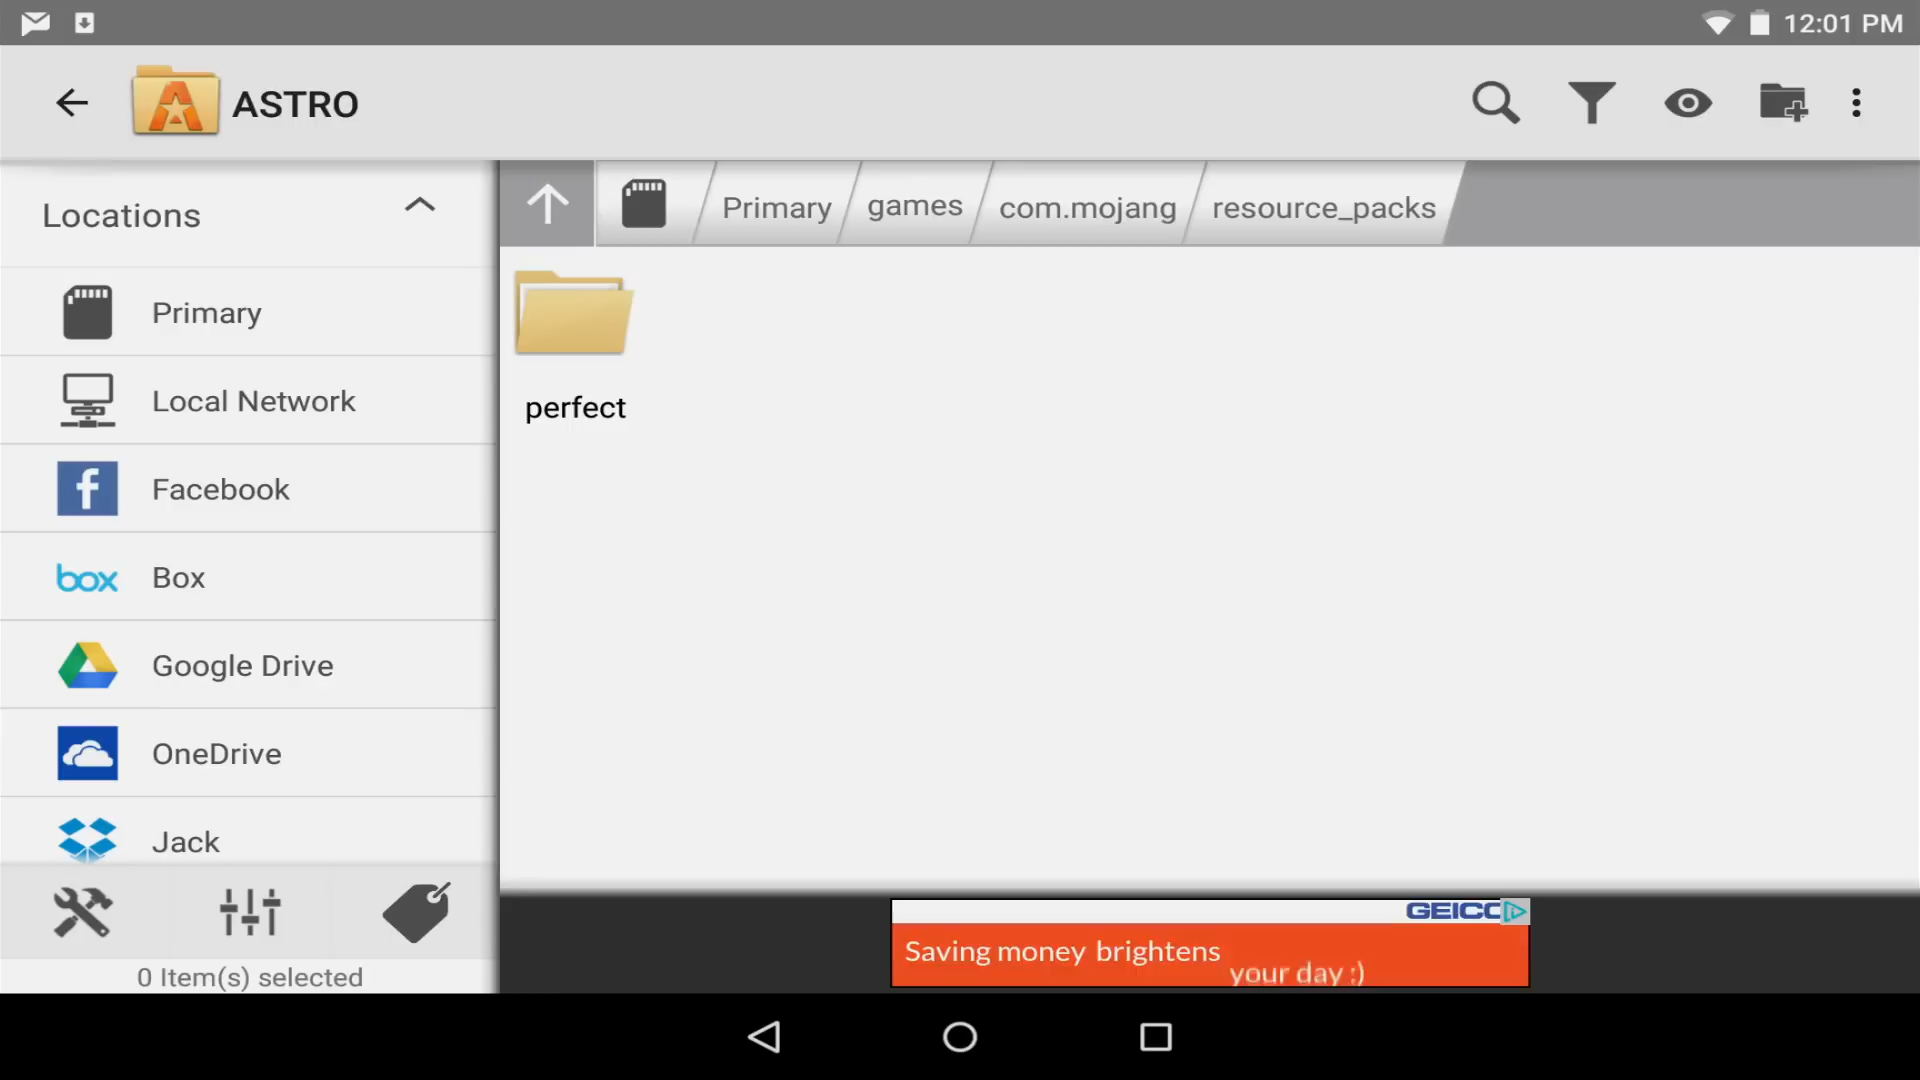 12:01 PM
ASTRO
Locations
Primary
games
com.mojang
resource_packs
Primary
Local Network
f
Facebook
box
Box
Google Drive
OneDrive
Jack
perfect
0 Item(s) selected
GEICO
Saving money brightens
your day :)